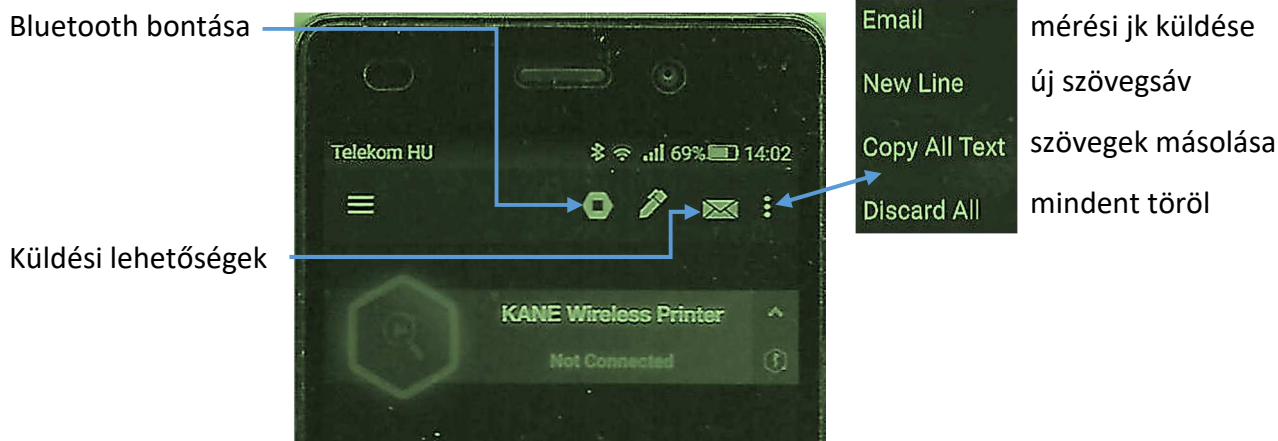 Bluetooth bontása
Telekom HU 69% 14:02
Küldési lehetőségek
KANE Wireless Printer
Not Connected
Email mérési jk küldése
New Line új szövegsáv
Copy All Text szövegek másolása
Discard All mindent töröl